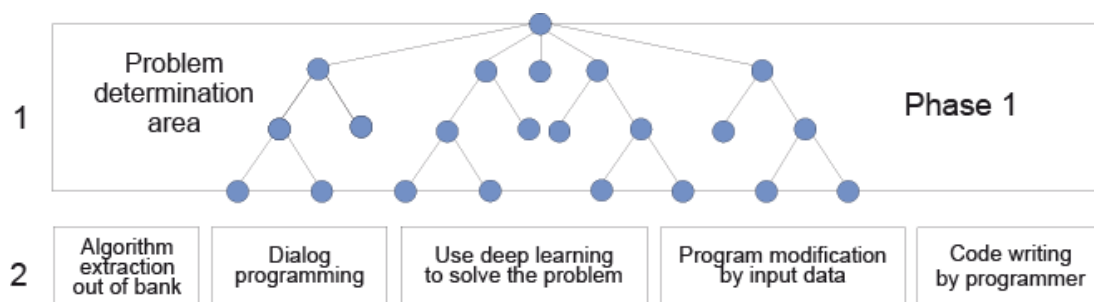 Problem
determination
area
1
Phase 1
2
Algorithm
extraction
out of bank
Dialog
programming
Use deep learning
to solve the problem
Program modification
by input data
Code writing
by programmer